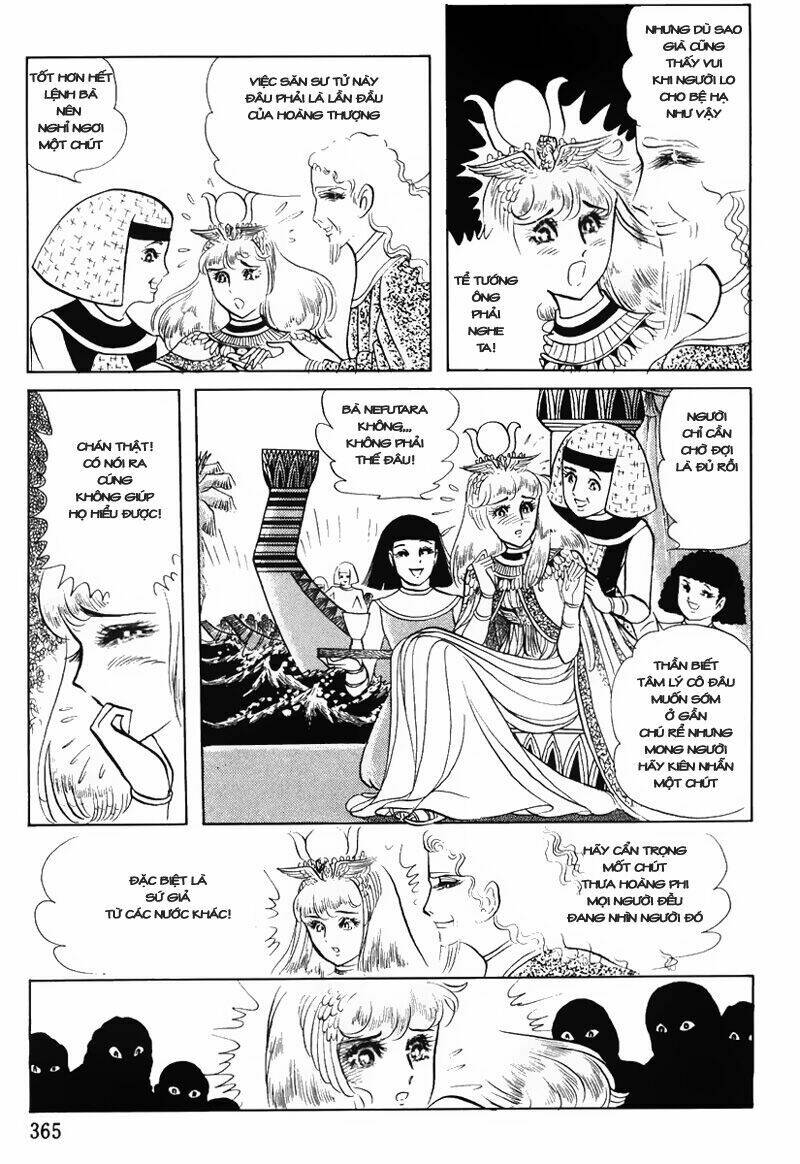 TỐT HƠN HẾT
LỆNH BÀ
NÊN
NGHỈ NGƠI
MỘT CHÚT
VIỆC SĂN SƯ TỬ NÀY
ĐÂU PHẢI LÀ LẦN ĐẦU
CỦA HOÀNG THƯỢNG
NHƯNG DÙ SAO
GIÀ CŨNG
THẤY VUI
KHI NGƯỜI LO
CHO BỆ HẠ
NHƯ VẬY
TỂ TƯỚNG
ÔNG
PHẢI
NGHE
TA!
CHÁN THẬT!
CÓ NÓI RA
CÚNG
KHÔNG GIÚP
HỌ HIỂU ĐƯỢC!
BÀ NEFUTARA
KHÔNG,,,
KHÔNG PHẢI
THẾ ĐÂU!
NGƯỜI
CHỈ CẦN
CHỜ ĐỢI
LÀ ĐỦ RỒI
THẦN BIẾT
TÂM LÝ CÔ DÂU
MUỐN SỚM
Ở GẦN
CHÚ RỂ NHƯNG
MONG NGƯỜI
HÃY KIÊN NHẪN
MỘT CHÚT
ĐẶC BIỆT LÀ
SỨ GIẢ
TỪ CÁC NƯỚC KHÁC!
HÃY CẨN TRỌNG
MỐT CHÚT
THƯA HOÀNG PHI
MỌI NGƯỜI ĐỀU
ĐANG NHÌN NGƯỜI ĐÓ
365